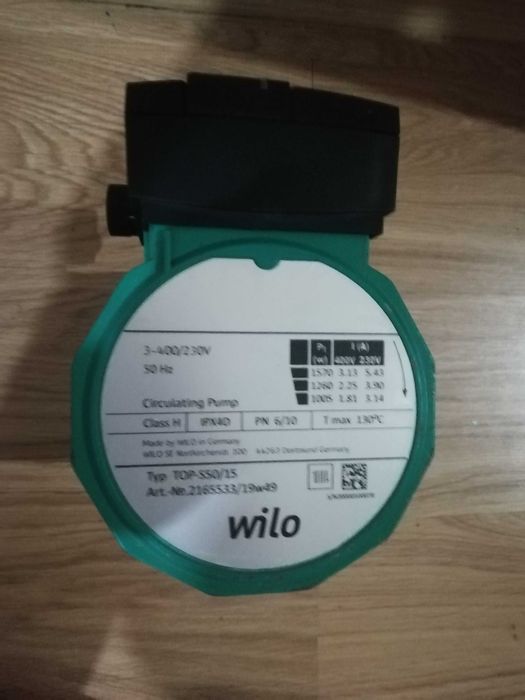 3~400/230V
50 Hz
P1 (W) I (A)
400V 230V
1570 3.13 5.43
1260 2.25 3.90
1005 1.81 3.14
Circulating Pump
Class H IPX4D PN 6/10 T max 130°C
Made by WILO in Germany
WILO SE Nortkirchenstr. 100 44263 Dortmund Germany
Typ TOP-S50/15
Art.-Nr.2165533/19w49
wilo